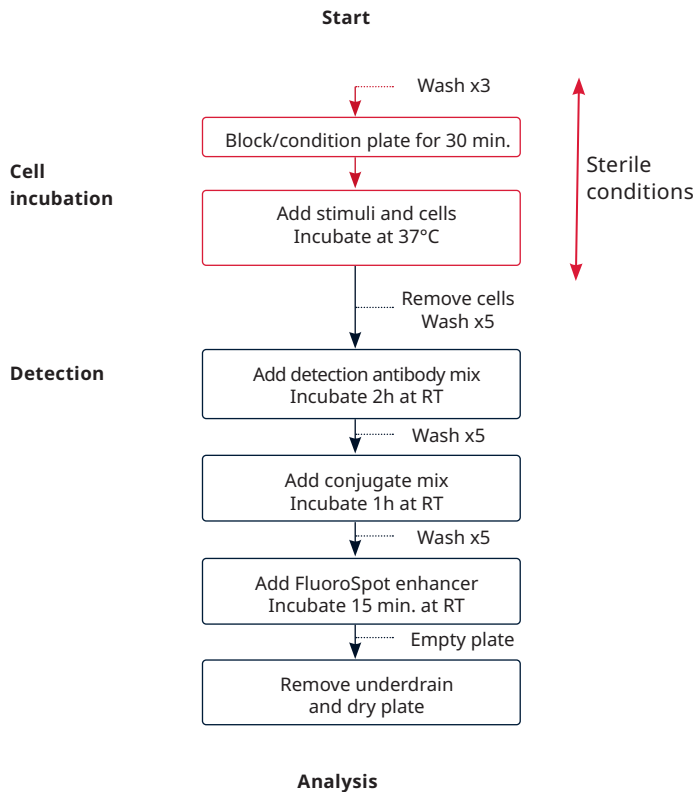 Start
Wash x3
Block/condition plate for 30 min.
Cell
incubation
Sterile
conditions
Add stimuli and cells
Incubate at 37°C
Remove cells
Wash x5
Detection
Add detection antibody mix
Incubate 2h at RT
Wash x5
Add conjugate mix
Incubate 1h at RT
Wash x5
Add FluoroSpot enhancer
Incubate 15 min. at RT
Empty plate
Remove underdrain
and dry plate
Analysis